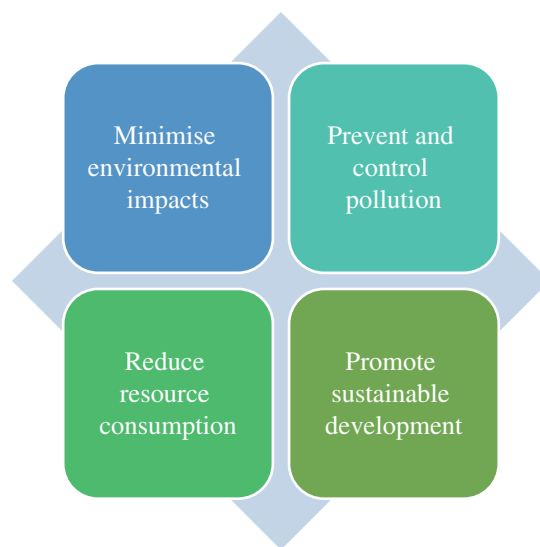 Minimise
environmental
impacts
Prevent and
control
pollution
Reduce
resource
consumption
Promote
sustainable
development